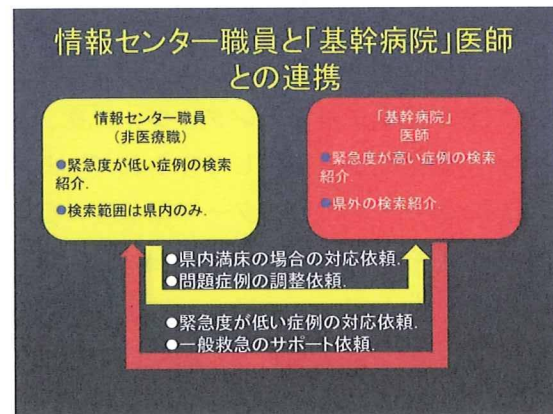 情報センター職員と「基幹病院」医師
との連携
情報センター職員
(非医療職)
●緊急度が低い症例の検索
紹介.
●検索範囲は県内のみ.
「基幹病院」
医師
●緊急度が高い症例の検索
紹介
●県外の検索紹介.
●県内満床の場合の対応依頼.
●問題症例の調整依頼.
●緊急度が低い症例の対応依頼.
●一般救急のサポート依頼.